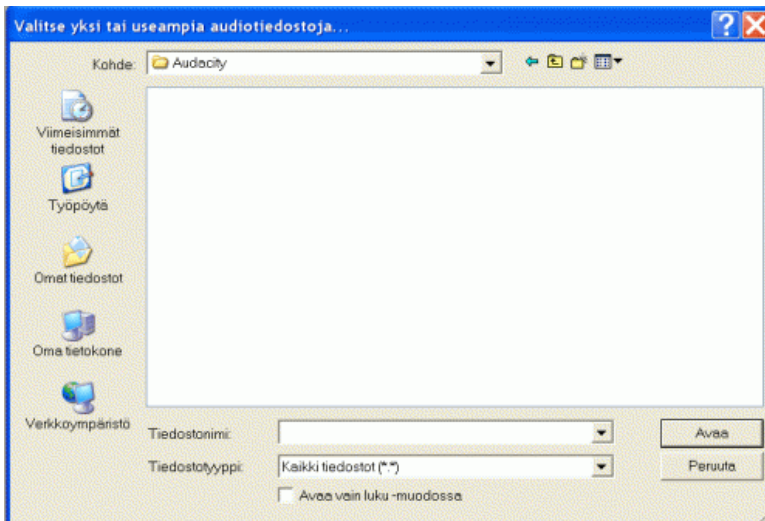 Valitse yksi tai useampia audiotiedostoja...
Kohde:
Audacity
Viimeisimmät
tiedostot
Työpöytä
Omat tiedostot
Oma tietokone
Verkkoympäristö
Tiedostonimi:
Avaa
Tiedostotyyppi:
Kaikki tiedostot (*.*)
Peruuta
Avaa vain luku -muodossa